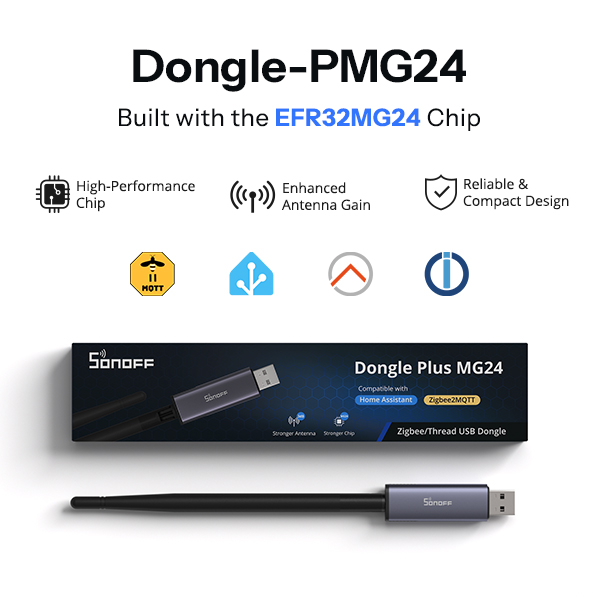 Dongle-PMG24
Built with the EFR32MG24 Chip
High-Performance
Chip
Enhanced
Antenna Gain
Reliable &
Compact Design
MQTT
SONOFF
SONOFF
Dongle Plus MG24
Compatible with
Home Assistant
Zigbee2MQTT
Stronger Antenna
Stronger Chip
Zigbee/Thread USB Dongle
SONOFF